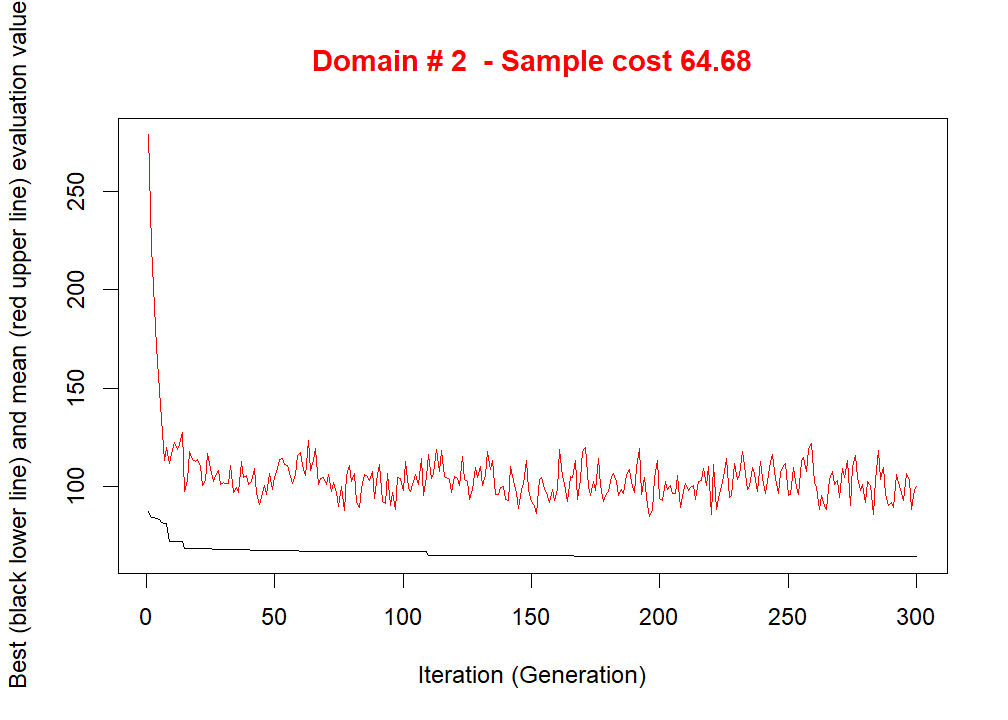 Domain # 2  - Sample cost 64.68
Best (black lower line) and mean (red upper line) evaluation value
250
200
150
100
0 50 100 150 200 250 300
Iteration (Generation)